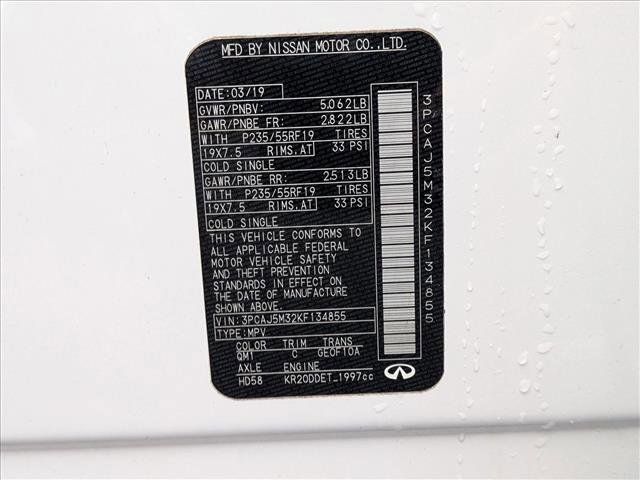 MFD BY NISSAN MOTOR CO.,LTD.
DATE: 03/19
GVWR/PNBV: 5,062LB
GAWR/PNBE FR: 2,822LB
WITH P235/55RF19 TIRES
19X7.5 RIMS.AT 33 PSI
COLD SINGLE
GAWR/PNBE RR: 2,513LB
WITH P235/55RF19 TIRES
19X7.5 RIMS.AT 33 PSI
COLD SINGLE
THIS VEHICLE CONFORMS TO
ALL APPLICABLE FEDERAL
MOTOR VEHICLE SAFETY
AND THEFT PREVENTION
STANDARDS IN EFFECT ON
THE DATE OF MANUFACTURE
SHOWN ABOVE
VIN: 3PCAJ5M32KF134855
TYPE: MPV
COLOR TRIM TRANS
QM1 C GE0F10A
AXLE ENGINE
HD58 KR20DDET_1997cc
3PCAJ5M32KF134855